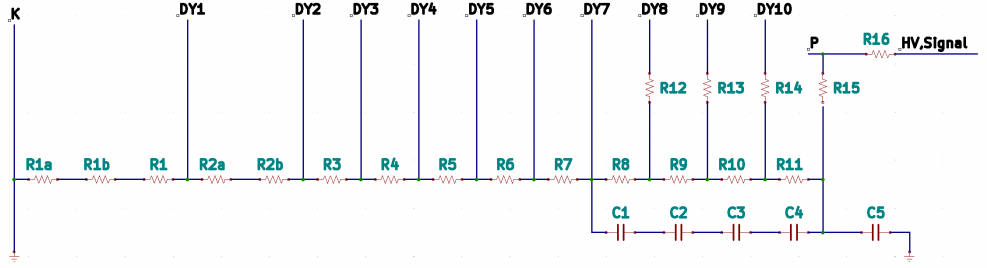 K DY1 DY2 DY3 DY4 DY5 DY6 DY7 DY8 DY9 DY10
P R16 HV,Signal
R12 R13 R14 R15
R1a R1b R1 R2a R2b R3 R4 R5 R6 R7 R8 R9 R10 R11
C1 C2 C3 C4 C5